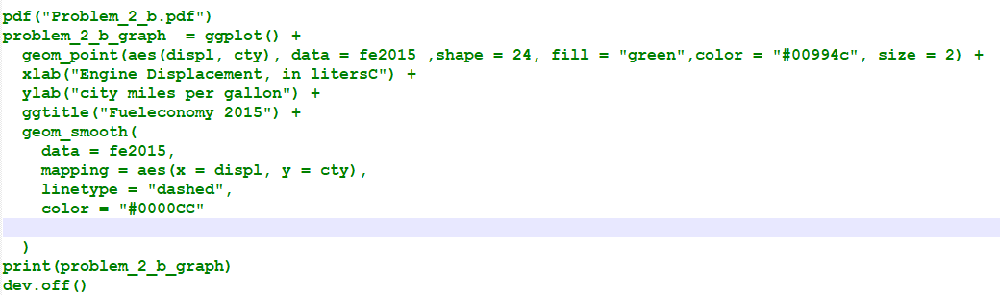 pdf("Problem_2_b.pdf")
problem_2_b_graph  = ggplot() +
  geom_point(aes(displ, cty), data = fe2015 ,shape = 24, fill = "green",color = "#00994c", size = 2) +
  xlab("Engine Displacement, in litersC") +
  ylab("city miles per gallon") +
  ggtitle("Fueleconomy 2015") +
  geom_smooth(
    data = fe2015,
    mapping = aes(x = displ, y = cty),
    linetype = "dashed",
    color = "#0000CC"
  )
print(problem_2_b_graph)
dev.off()